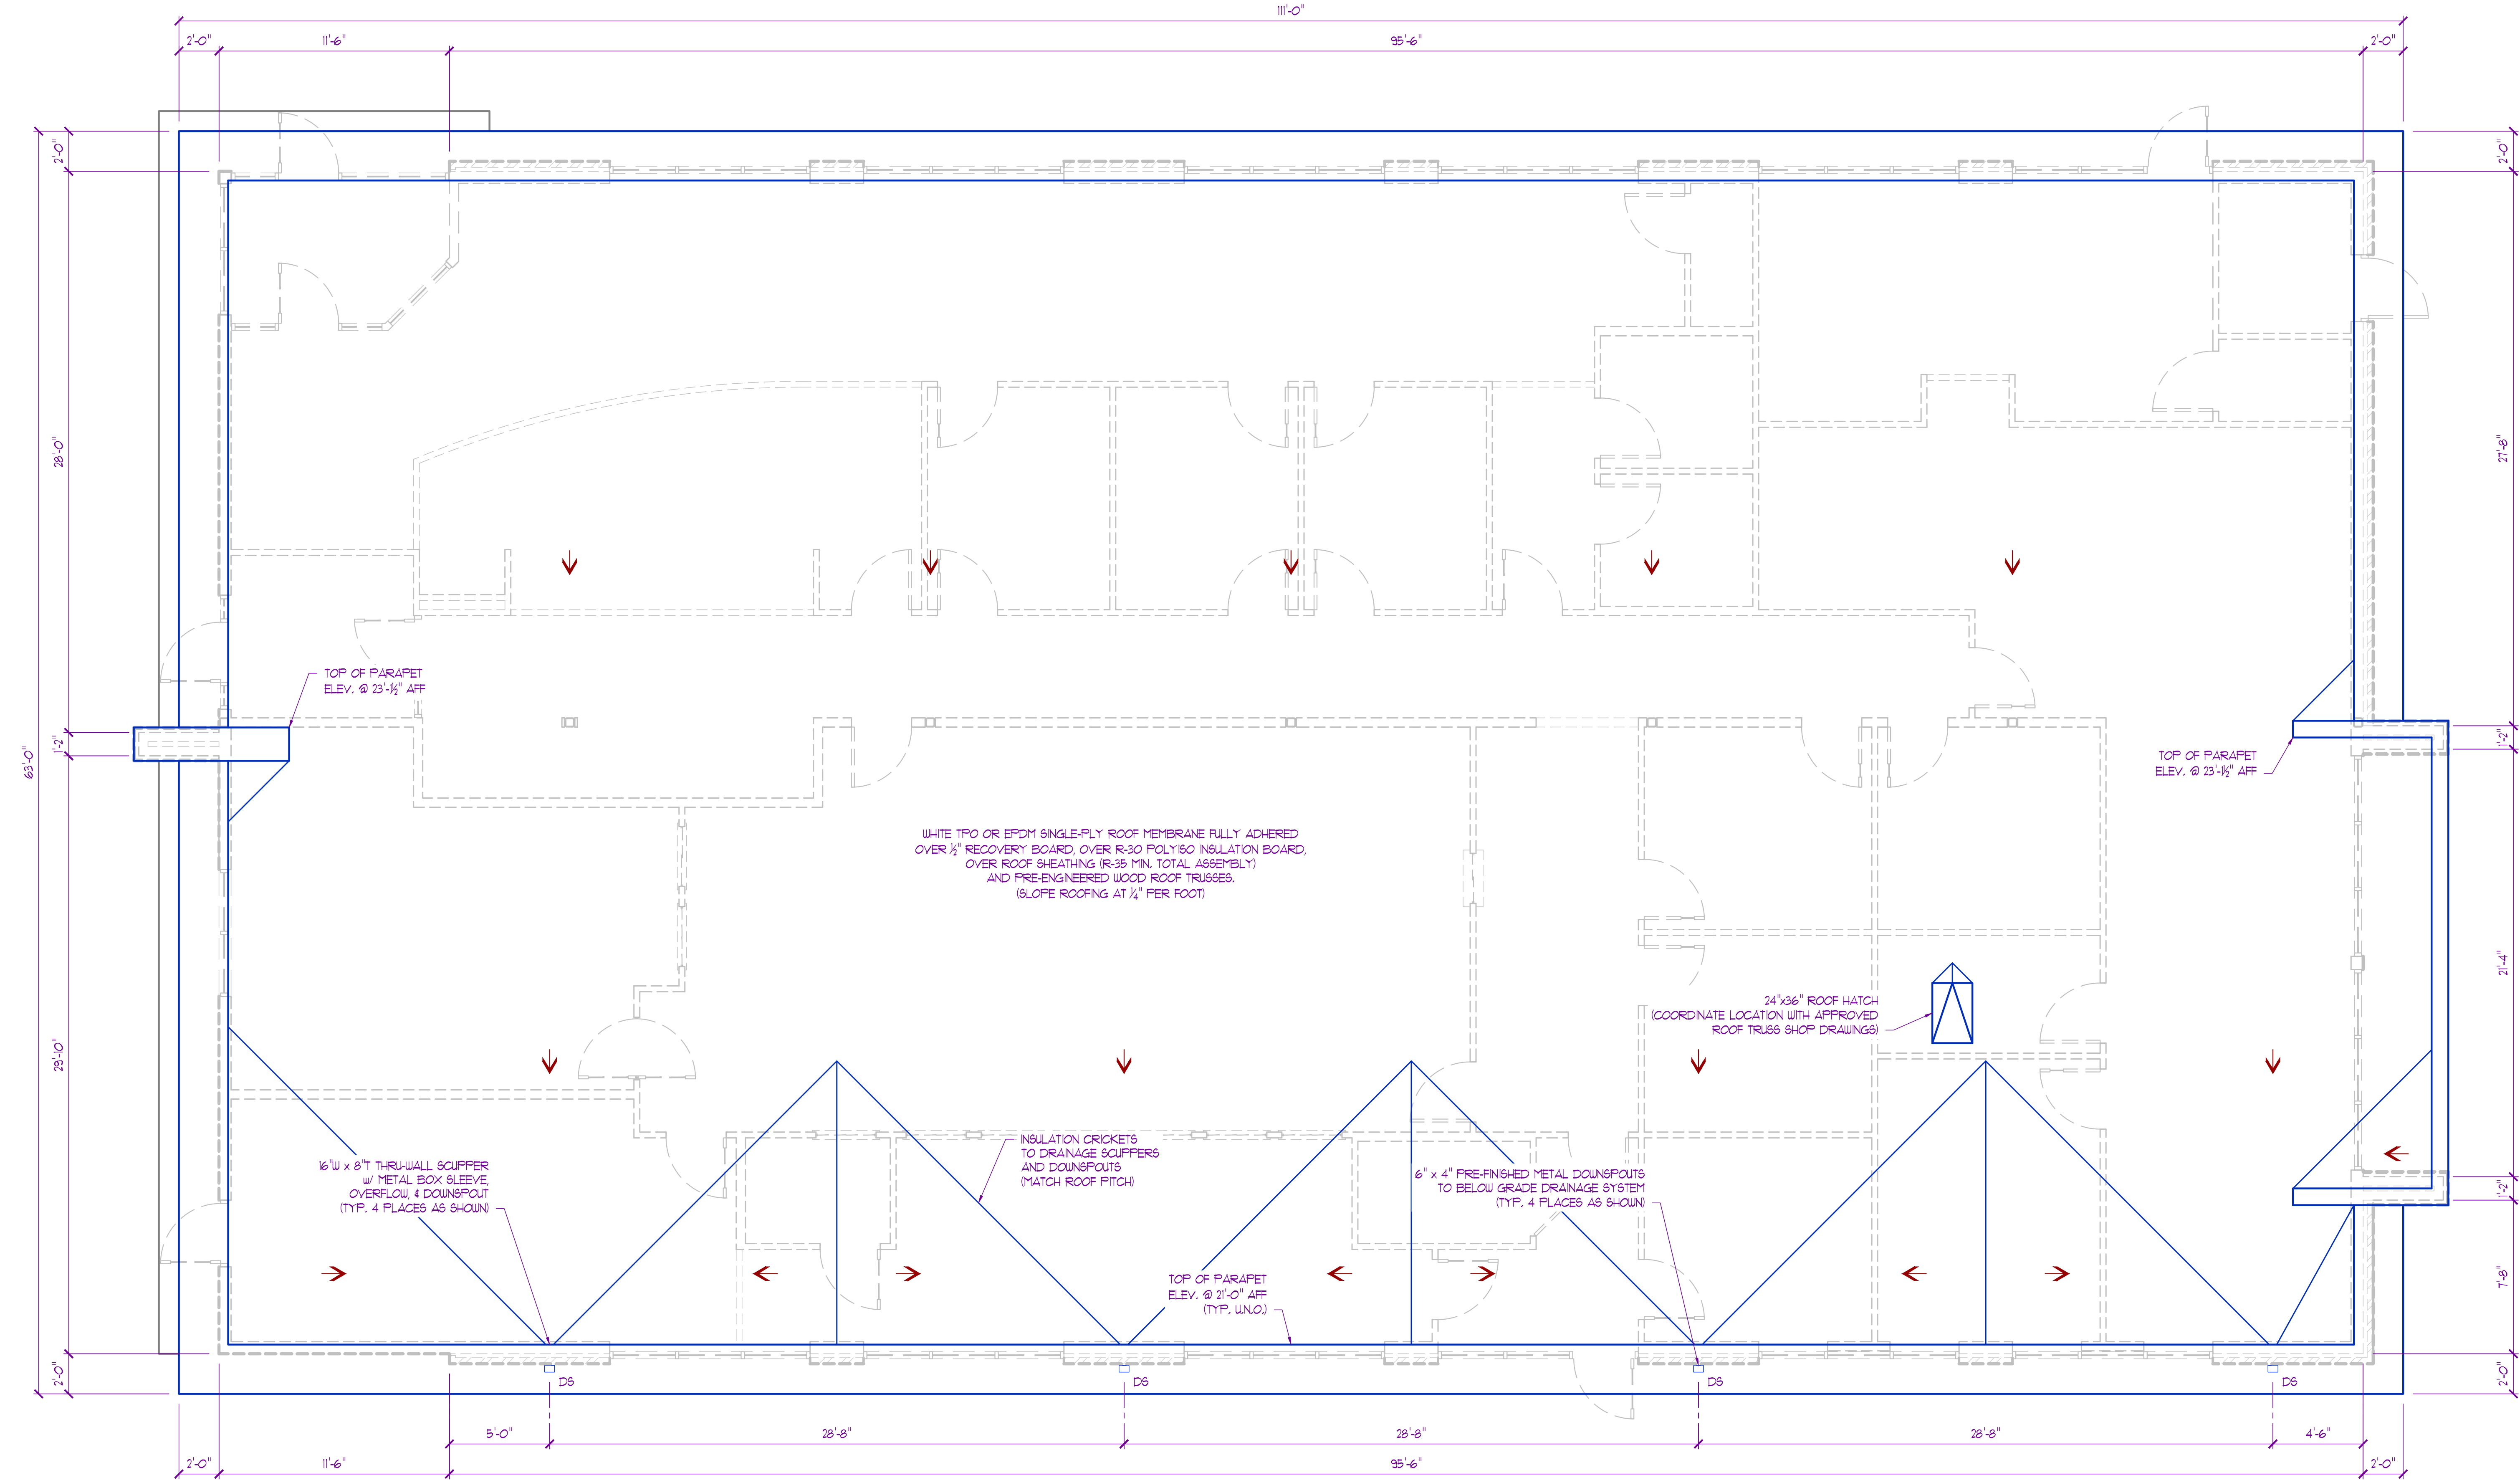 111'-0"
2'-0"
11'-6"
95'-6"
2'-0"
2'-0"
2'-0"
28'-0"
27'-8"
TOP OF PARAPET
ELEV. @ 23'-1½" AFF
63'-0"
1'-2"
1'-2"
TOP OF PARAPET
ELEV. @ 23'-1½" AFF
WHITE TPO OR EPDM SINGLE-PLY ROOF MEMBRANE FULLY ADHERED
OVER ½" RECOVERY BOARD, OVER R-30 POLYISO INSULATION BOARD,
OVER ROOF SHEATHING (R-35 MIN. TOTAL ASSEMBLY)
AND PRE-ENGINEERED WOOD ROOF TRUSSES.
(SLOPE ROOFING AT ¼" PER FOOT)
21'-4"
24"x36" ROOF HATCH
(COORDINATE LOCATION WITH APPROVED
ROOF TRUSS SHOP DRAWINGS)
29'-10"
INSULATION CRICKETS
TO DRAINAGE SCUPPERS
AND DOWNSPOUTS
(MATCH ROOF PITCH)
16"W x 8"T THRU-WALL SCUPPER
w/ METAL BOX SLEEVE,
OVERFLOW, & DOWNSPOUT
(TYP. 4 PLACES AS SHOWN)
6" x 4" PRE-FINISHED METAL DOWNSPOUTS
TO BELOW GRADE DRAINAGE SYSTEM
(TYP. 4 PLACES AS SHOWN)
1'-2"
TOP OF PARAPET
ELEV. @ 21'-0" AFF
(TYP. U.N.O.)
7'-8"
2'-0"
2'-0"
DS
DS
DS
DS
5'-0"
28'-8"
28'-8"
28'-8"
4'-6"
2'-0"
11'-6"
95'-6"
2'-0"